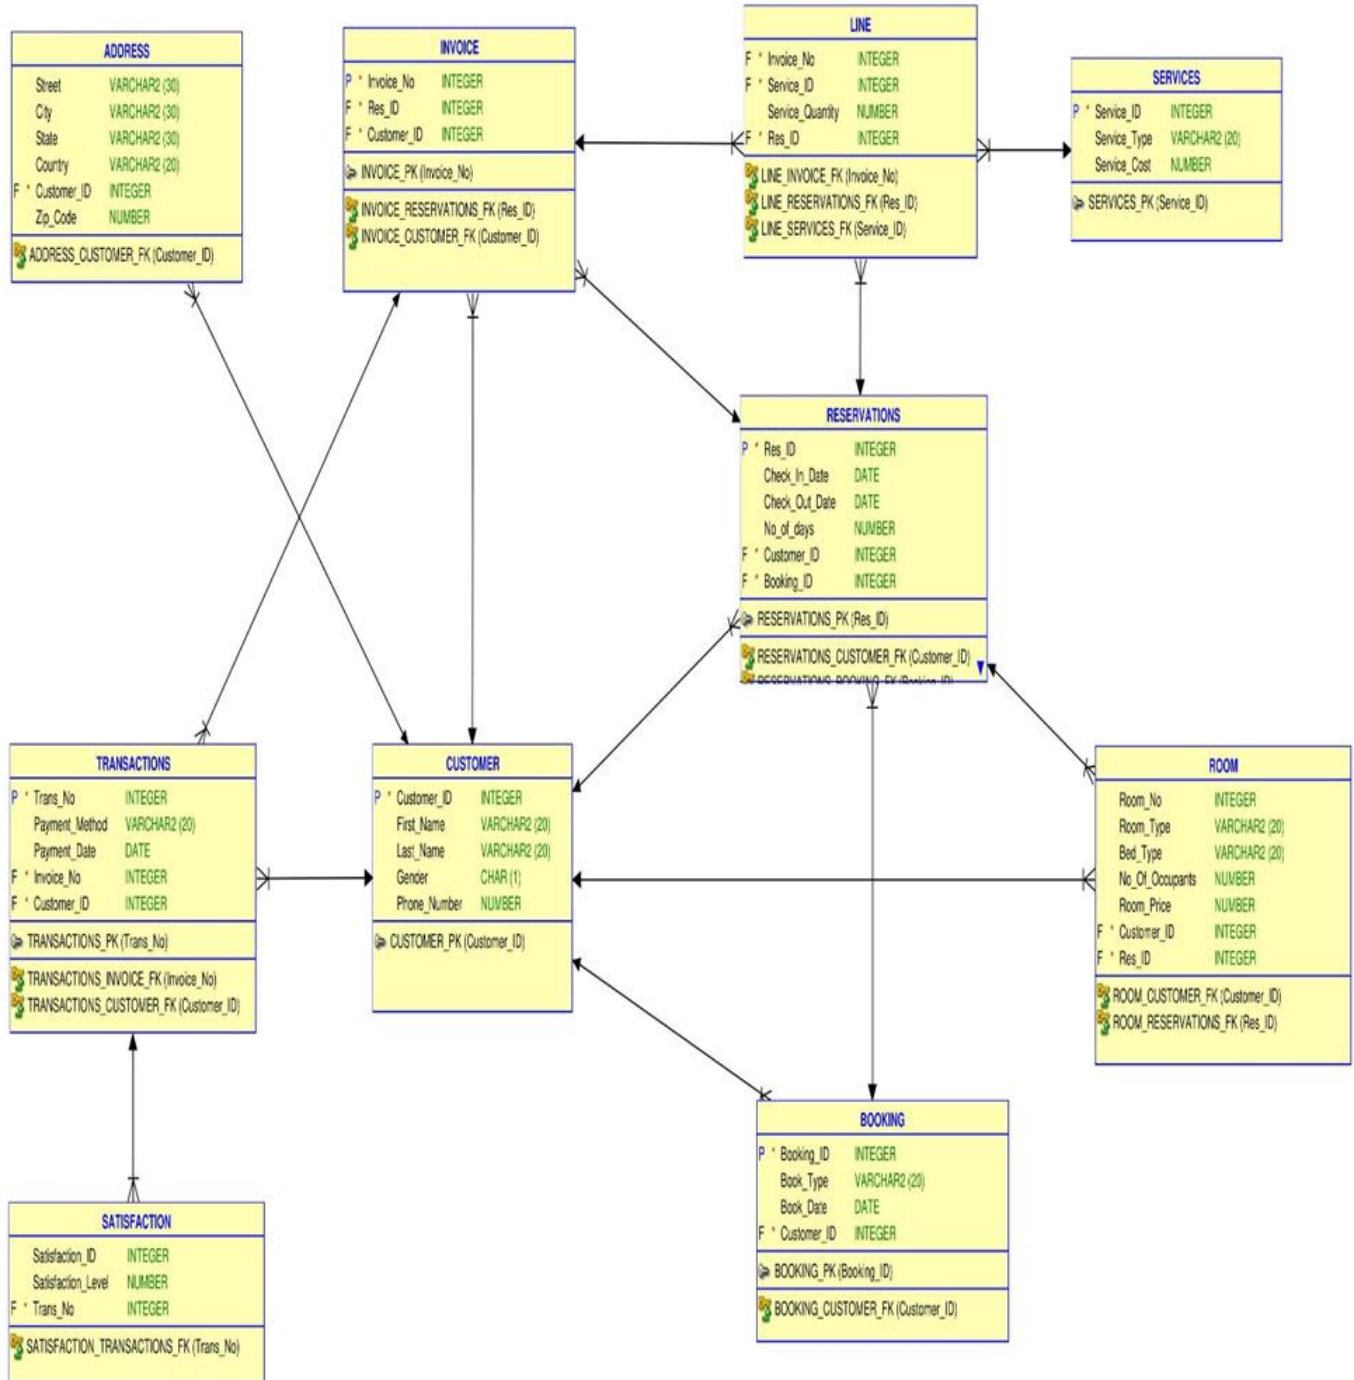 ADDRESS
Street VARCHAR2 (30)
City VARCHAR2 (30)
State VARCHAR2 (30)
Country VARCHAR2 (20)
F * Customer_ID INTEGER
Zip_Code NUMBER
ADDRESS_CUSTOMER_FK (Customer_ID)
INVOICE
P * Invoice_No INTEGER
F * Res_ID INTEGER
F * Customer_ID INTEGER
INVOICE_PK (Invoice_No)
INVOICE_RESERVATIONS_FK (Res_ID)
INVOICE_CUSTOMER_FK (Customer_ID)
LINE
F * Invoice_No INTEGER
F * Service_ID INTEGER
Service_Quantity NUMBER
F * Res_ID INTEGER
LINE_INVOICE_FK (Invoice_No)
LINE_RESERVATIONS_FK (Res_ID)
LINE_SERVICES_FK (Service_ID)
SERVICES
P * Service_ID INTEGER
Service_Type VARCHAR2 (20)
Service_Cost NUMBER
SERVICES_PK (Service_ID)
RESERVATIONS
P * Res_ID INTEGER
Check_In_Date DATE
Check_Out_Date DATE
No_of_days NUMBER
F * Customer_ID INTEGER
F * Booking_ID INTEGER
RESERVATIONS_PK (Res_ID)
RESERVATIONS_CUSTOMER_FK (Customer_ID)
RESERVATIONS_BOOKING_FK (Booking_ID)
TRANSACTIONS
P * Trans_No INTEGER
Payment_Method VARCHAR2 (20)
Payment_Date DATE
F * Invoice_No INTEGER
F * Customer_ID INTEGER
TRANSACTIONS_PK (Trans_No)
TRANSACTIONS_INVOICE_FK (Invoice_No)
TRANSACTIONS_CUSTOMER_FK (Customer_ID)
CUSTOMER
P * Customer_ID INTEGER
First_Name VARCHAR2 (20)
Last_Name VARCHAR2 (20)
Gender CHAR (1)
Phone_Number NUMBER
CUSTOMER_PK (Customer_ID)
ROOM
Room_No INTEGER
Room_Type VARCHAR2 (20)
Bed_Type VARCHAR2 (20)
No_Of_Occupants NUMBER
Room_Price NUMBER
F * Customer_ID INTEGER
F * Res_ID INTEGER
ROOM_CUSTOMER_FK (Customer_ID)
ROOM_RESERVATIONS_FK (Res_ID)
BOOKING
P * Booking_ID INTEGER
Book_Type VARCHAR2 (20)
Book_Date DATE
F * Customer_ID INTEGER
BOOKING_PK (Booking_ID)
BOOKING_CUSTOMER_FK (Customer_ID)
SATISFACTION
Satisfaction_ID INTEGER
Satisfaction_Level NUMBER
F * Trans_No INTEGER
SATISFACTION_TRANSACTIONS_FK (Trans_No)